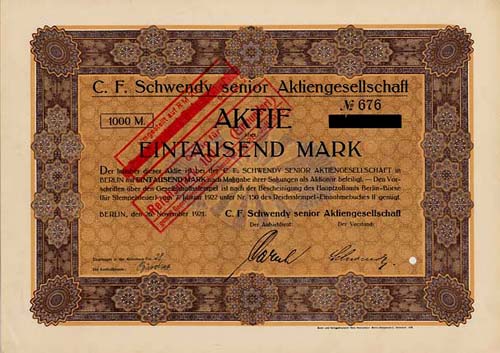 C. F. Schwendy senior Aktiengesellschaft
№ 676
1000 M.
AKTIE
EINTAUSEND MARK
Der Inhaber dieser Aktie ist bei der C. F. SCHWENDY SENIOR AKTIENGESELLSCHAFT in
BERLIN mit EINTAUSEND MARK nach Maßgabe ihrer Satzungen als Aktionär beteiligt. — Den Vor-
schriften über den Gesellschaftsstempel ist nach der Bescheinigung des Hauptzollamts Berlin-Börse
für Stempelsteuer vom 7. Januar 1922 unter Nr. 150 des Reichsstempel-Einnahmebuches II genügt.
BERLIN, den 26. November 1921.
C. F. Schwendy senior Aktiengesellschaft
Der Aufsichtsrat:
Der Vorstand:
Schwendy